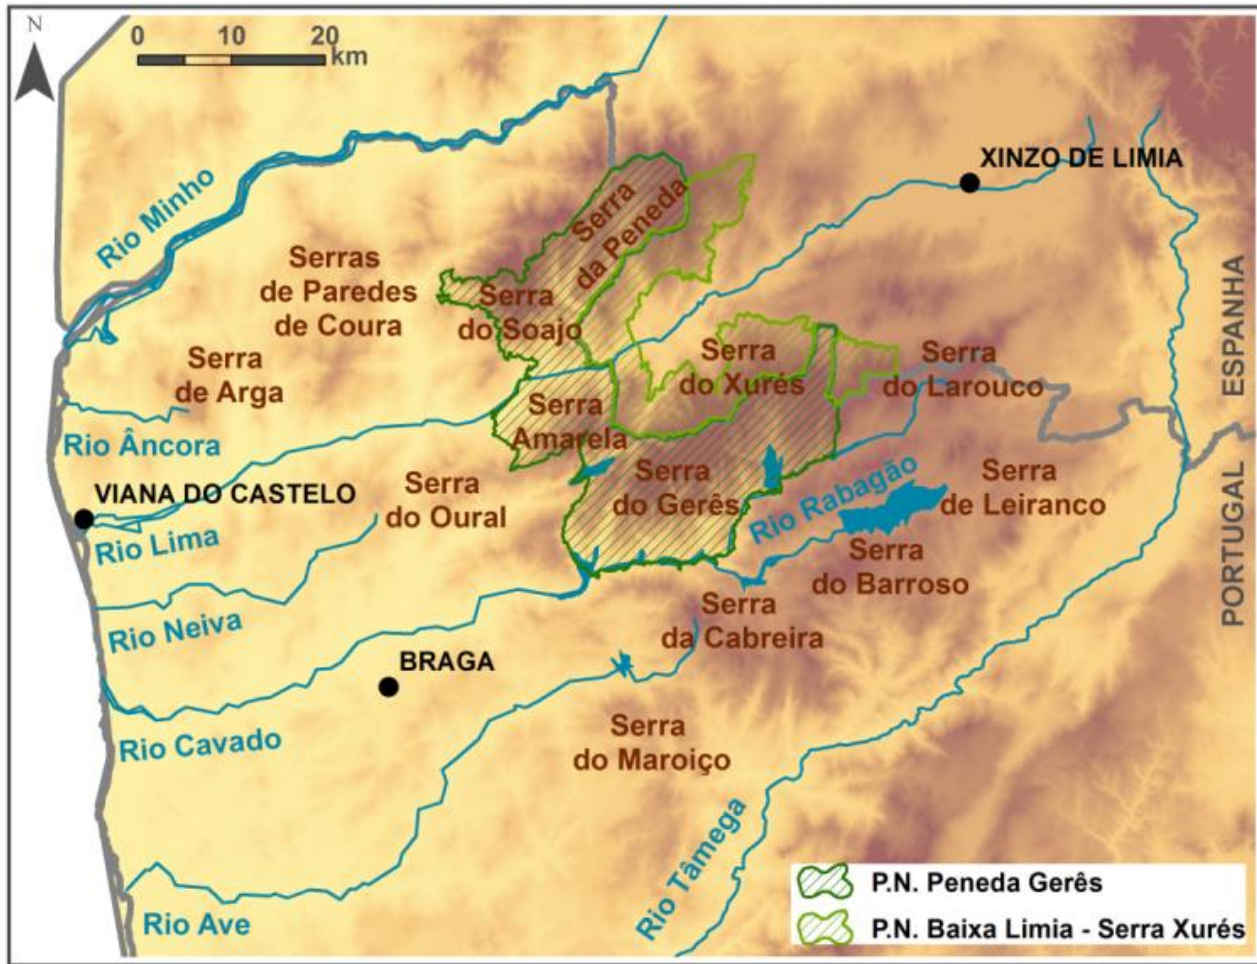 N
0 10 20
km
XINZO DE LIMIA
Rio Minho
Serra
da Peneda
Serras
de Paredes
de Coura
Serra
do Soajo
ESPANHA
PORTUGAL
Serra
de Arga
Serra
do Xurés
Serra
do Larouco
Serra
Amarela
Rio Âncora
VIANA DO CASTELO
Serra
do Oural
Serra
do Gerês
Rio Rabagão
Serra
de Leiranco
Rio Lima
Serra
do Barroso
Rio Neiva
Serra
da Cabreira
BRAGA
Rio Cavado
Serra
do Maroiço
Rio Tâmega
Rio Ave
P.N. Peneda Gerês
P.N. Baixa Limia - Serra Xurés